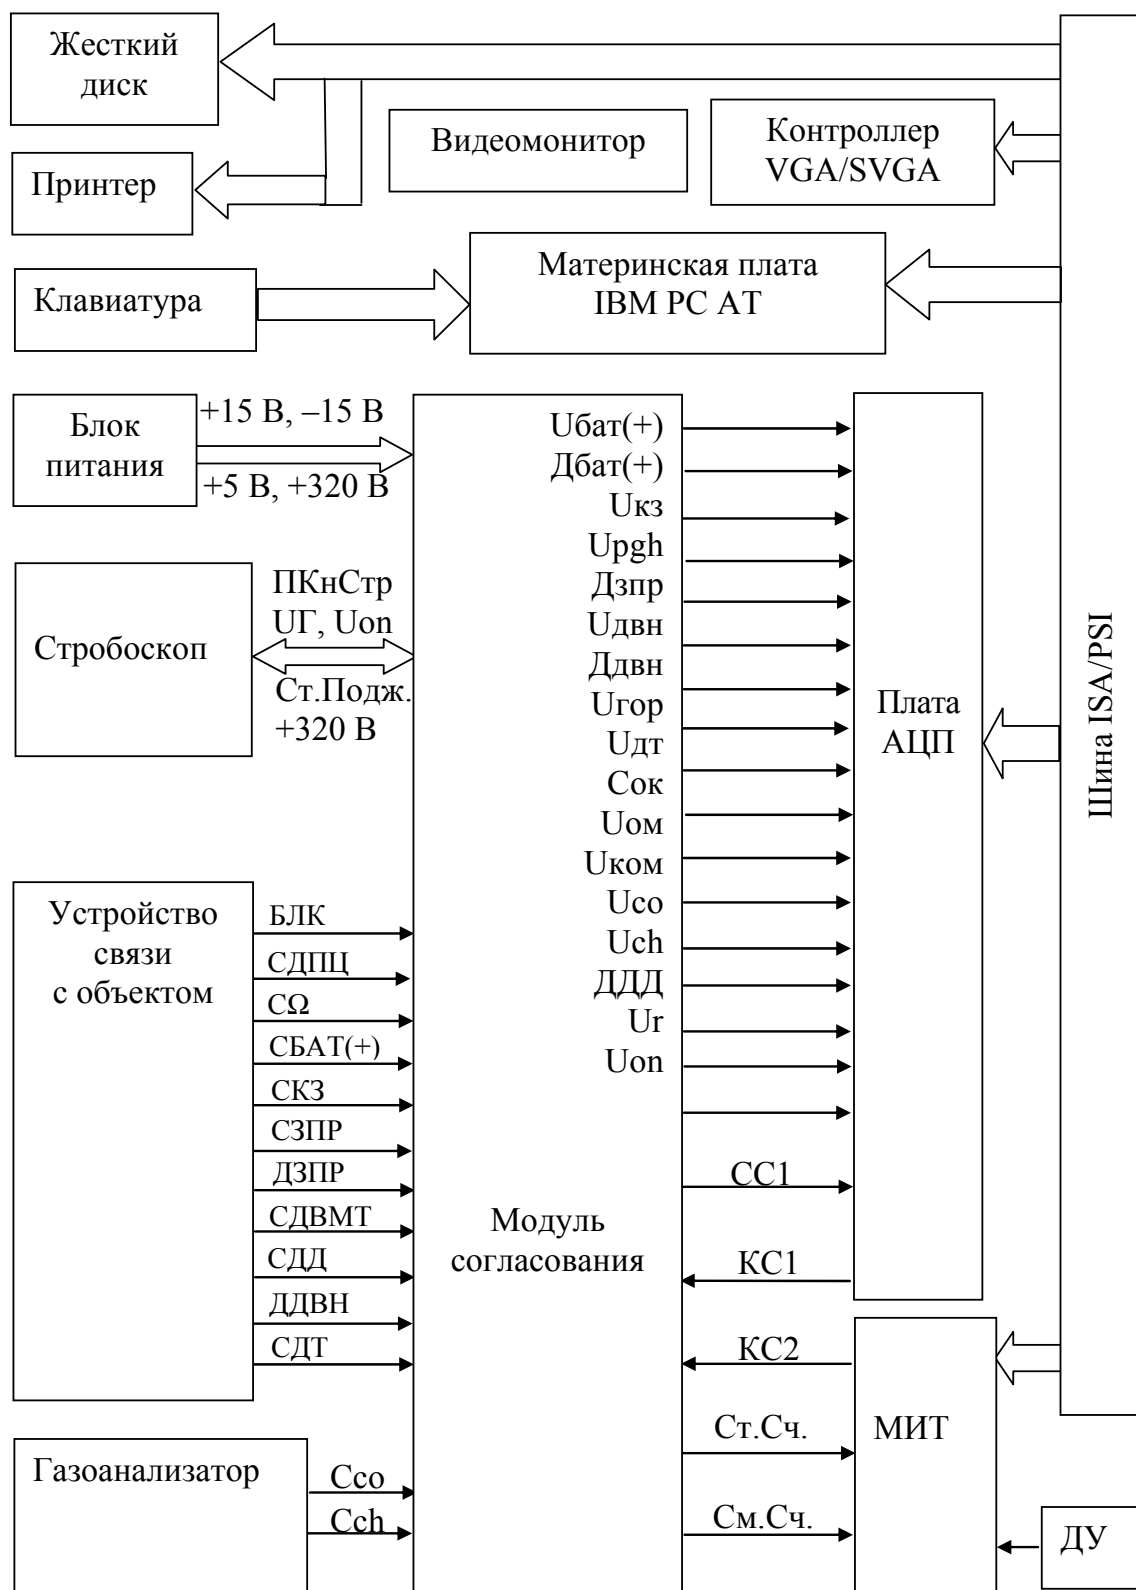 Жесткий
диск
Видеомонитор
Контроллер
VGA/SVGA
Принтер
Клавиатура
Материнская плата
IBM PC AT
Шина ISA/PSI
Блок
питания
+15 В, –15 В
+5 В, +320 В
Стробоскоп
ПКнСтр
UГ, Uon
Ст.Подж.
+320 В
Устройство
связи
с объектом
БЛК
СДПЦ
СΩ
СБАТ(+)
СКЗ
СЗПР
ДЗПР
СДВМТ
СДД
ДДВН
СДТ
Газоанализатор
Ссо
Cch
Модуль
согласования
Uбат(+)
Дбат(+)
Uкз
Upgh
Дзпр
Uдвн
Ддвн
Uгор
Uдт
Сок
Uом
Uком
Uсо
Uch
ДДД
Ur
Uon
СС1
КС1
КС2
Ст.Сч.
См.Сч.
Плата
АЦП
МИТ
ДУ